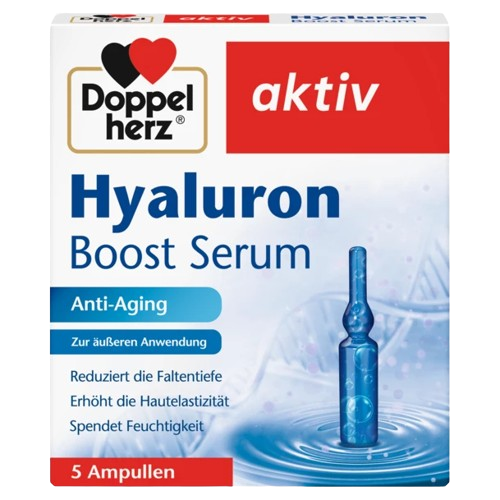 Doppel
herz®
aktiv
Hyaluron
Boost Serum
Anti-Aging
Zur äußeren Anwendung
Reduziert die Faltentiefe
Erhöht die Hautelastizität
Spendet Feuchtigkeit
5 Ampullen